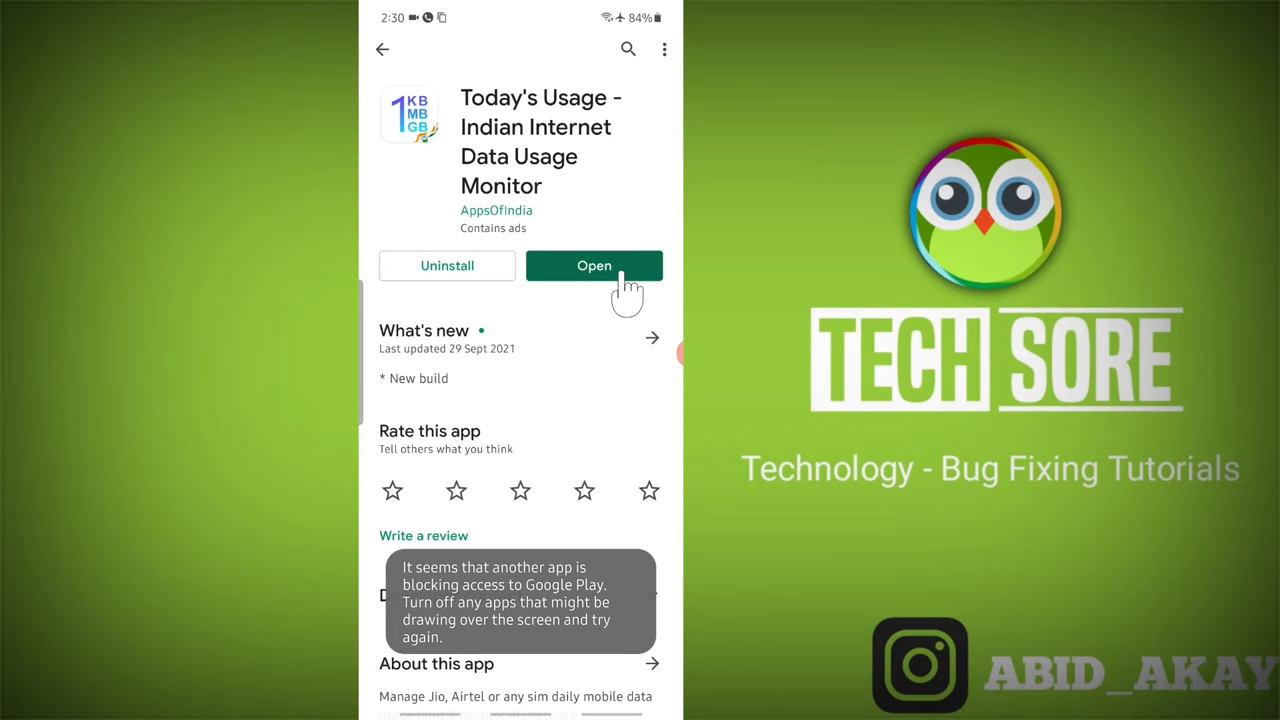 2:30
84%
1 KB
MB
GB
Today's Usage -
Indian Internet
Data Usage
Monitor
AppsOfIndia
Contains ads
Uninstall
Open
What's new
Last updated 29 Sept 2021
* New build
Rate this app
Tell others what you think
Write a review
It seems that another app is
blocking access to Google Play.
Turn off any apps that might be
drawing over the screen and try
again.
About this app
Manage Jio, Airtel or any sim daily mobile data
TECH SORE
Technology - Bug Fixing Tutorials
ABID_AKAY